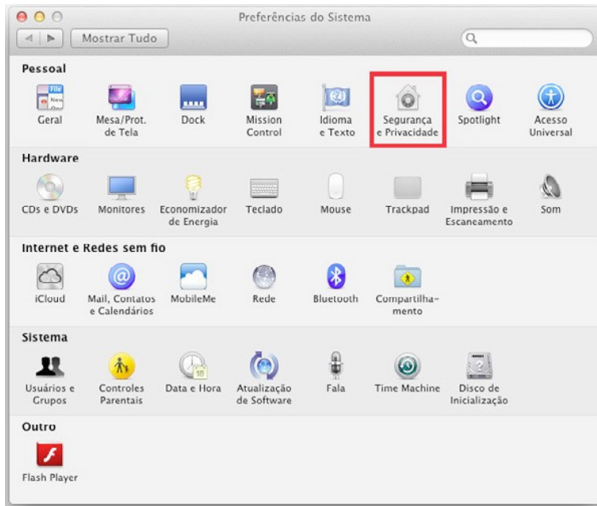 Preferências do Sistema
Mostrar Tudo
Pessoal
Geral
Mesa/Prot.
de Tela
Dock
Mission
Control
Idioma
e Texto
Segurança
e Privacidade
Spotlight
Acesso
Universal
Hardware
CDs e DVDs
Monitores
Economizador
de Energia
Teclado
Mouse
Trackpad
Impressão e
Escaneamento
Som
Internet e Redes sem fio
iCloud
Mail, Contatos
e Calendários
MobileMe
Rede
Bluetooth
Compartilha-
mento
Sistema
Usuários e
Grupos
Controles
Parentais
Data e Hora
Atualização
de Software
Fala
Time Machine
Disco de
Inicialização
Outro
Flash Player